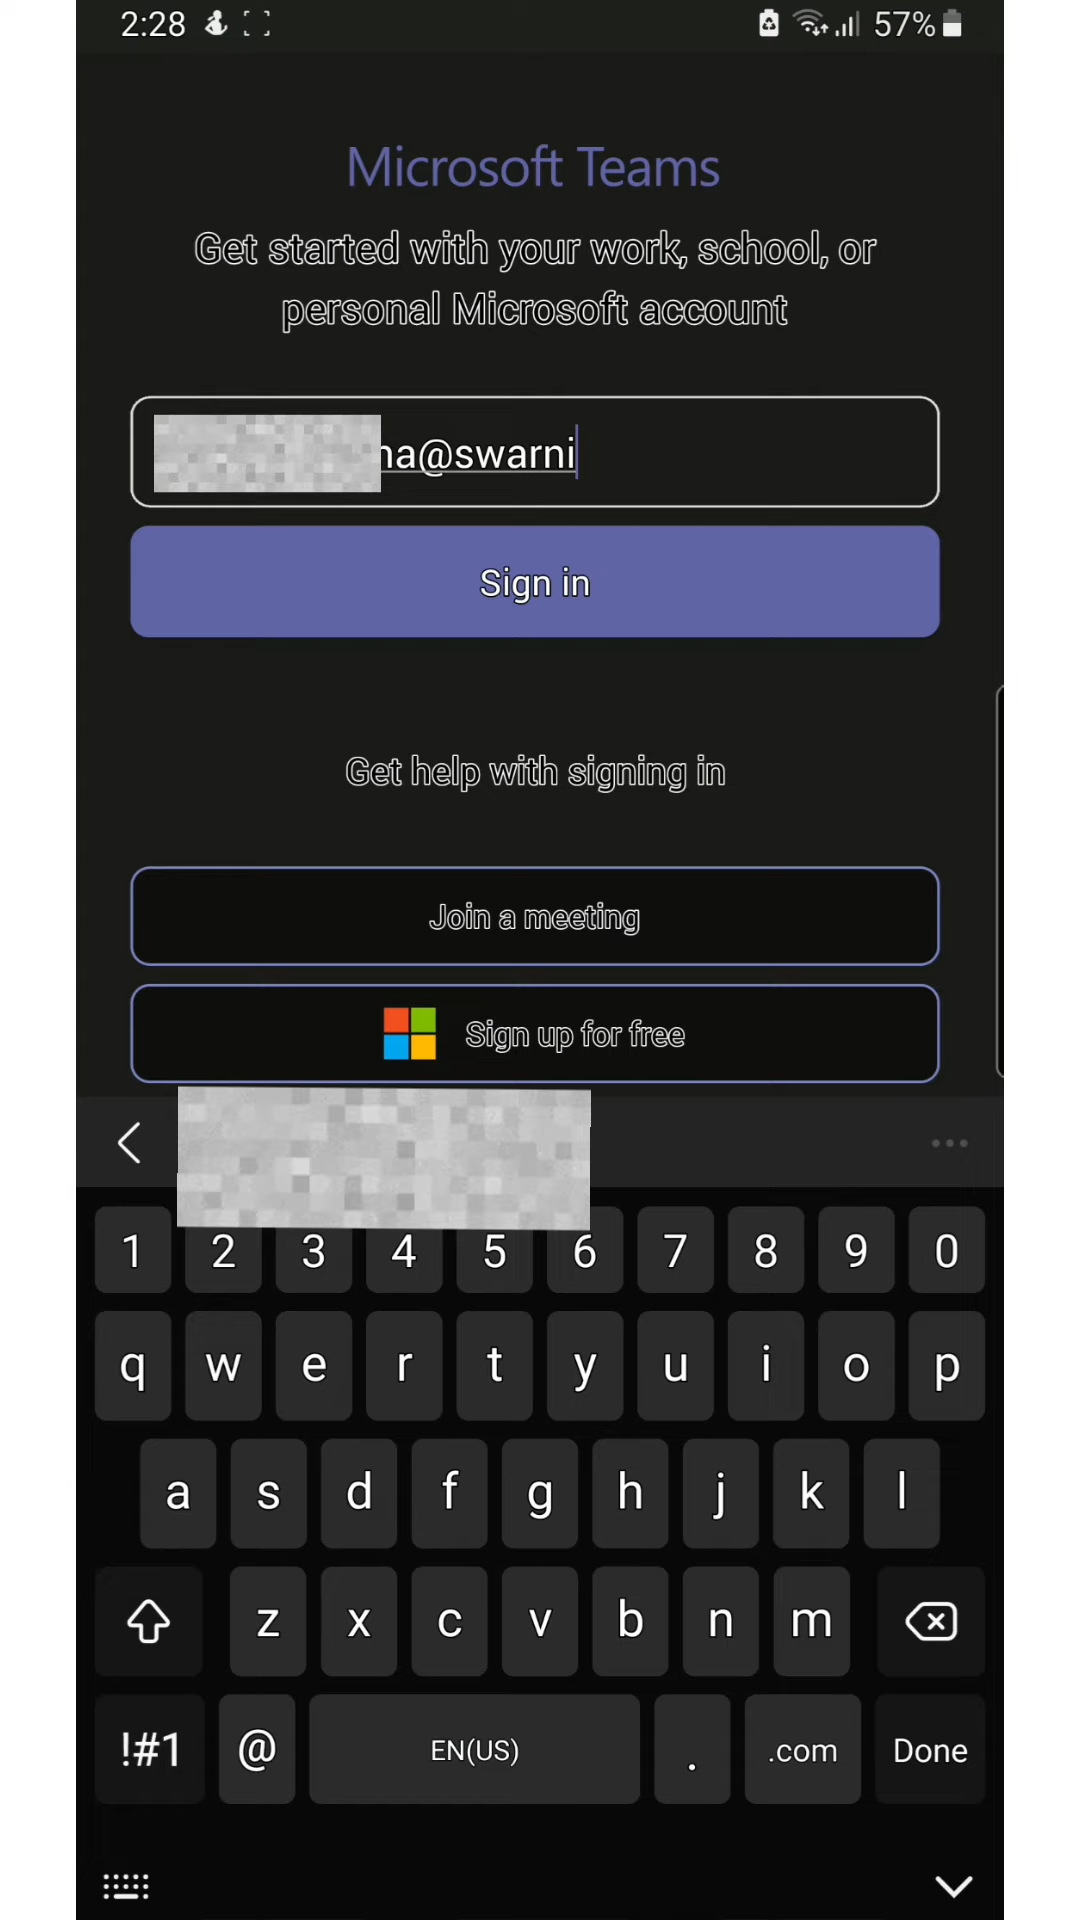 2:28
57%
Microsoft Teams
Get started with your work, school, or
personal Microsoft account
na@swarni
Sign in
Get help with signing in
Join a meeting
Sign up for free
1 2 3 4 5 6 7 8 9 0
q w e r t y u i o p
a s d f g h j k l
z x c v b n m
!#1 @ EN(US) . .com Done